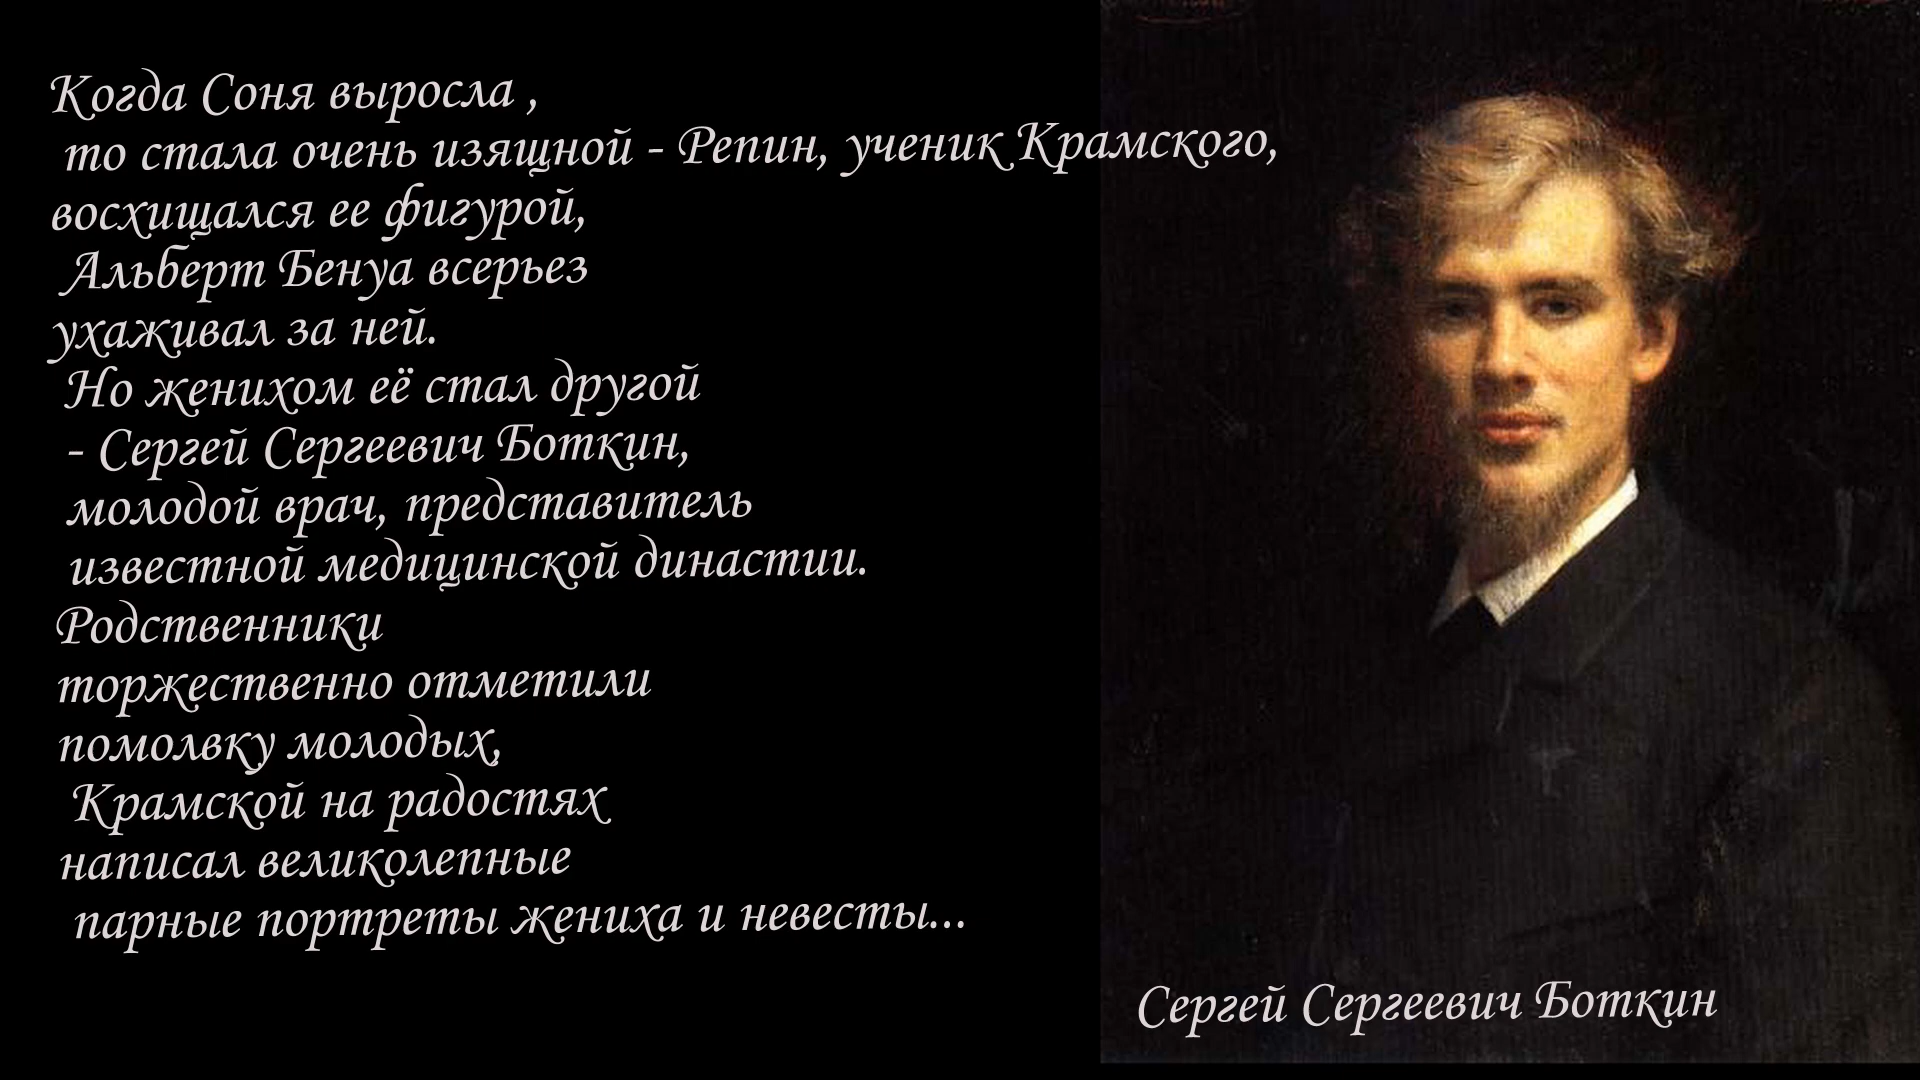 Когда Соня выросла ,
то стала очень изящной - Репин, ученик Крамского,
восхищался ее фигурой,
Альберт Бенуа всерьез
ухаживал за ней.
Но женихом её стал другой
- Сергей Сергеевич Боткин,
молодой врач, представитель
известной медицинской династии.
Родственники
торжественно отметили
помолвку молодых,
Крамской на радостях
написал великолепные
парные портреты жениха и невесты...
Сергей Сергеевич Боткин